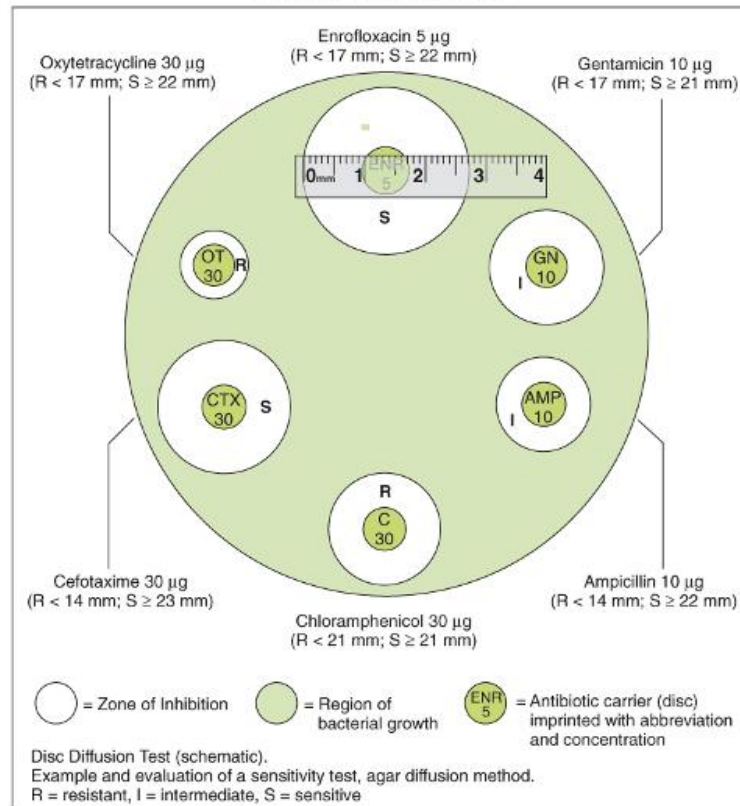 Enrofloxacin 5 µg
(R < 17 mm; S ≥ 22 mm)
Oxytetracycline 30 µg
(R < 17 mm; S ≥ 22 mm)
Gentamicin 10 µg
(R < 17 mm; S ≥ 21 mm)
ENR
5
0mm 1 2 3 4
S
OT
30
R
GN
10
I
CTX
30
S
AMP
10
I
R
C
30
Cefotaxime 30 µg
(R < 14 mm; S ≥ 23 mm)
Ampicillin 10 µg
(R < 14 mm; S ≥ 22 mm)
Chloramphenicol 30 µg
(R < 21 mm; S ≥ 21 mm)
= Zone of Inhibition
= Region of
bacterial growth
ENR
5
= Antibiotic carrier (disc)
imprinted with abbreviation
and concentration
Disc Diffusion Test (schematic).
Example and evaluation of a sensitivity test, agar diffusion method.
R = resistant, I = intermediate, S = sensitive